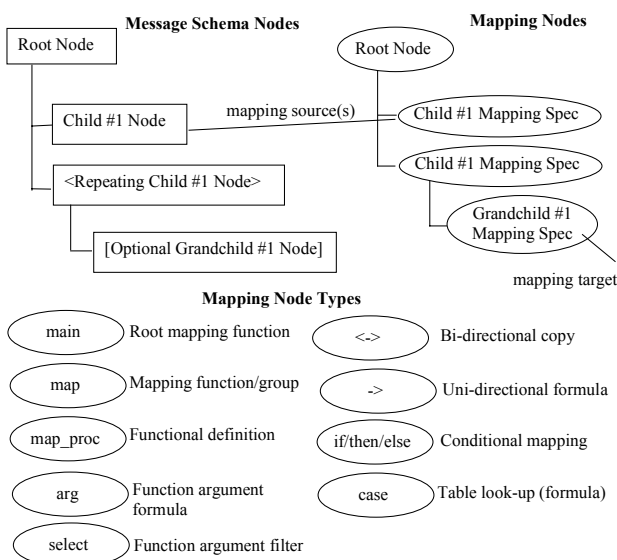 Message Schema Nodes
Mapping Nodes
Root Node
Root Node
mapping source(s)
Child #1 Node
Child #1 Mapping Spec
<Repeating Child #1 Node>
Child #1 Mapping Spec
Grandchild #1
Mapping Spec
[Optional Grandchild #1 Node]
mapping target
Mapping Node Types
main
Root mapping function
<->
Bi-directional copy
map
Mapping function/group
->
Uni-directional formula
map_proc
Functional definition
if/then/else
Conditional mapping
arg
Function argument
formula
case
Table look-up (formula)
select
Function argument filter